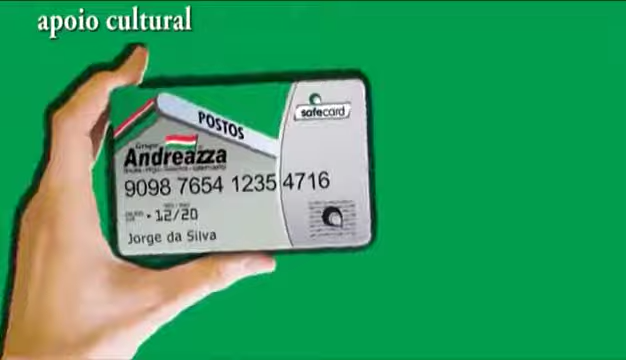 apoio cultural
POSTOS
safecard
Grupo
Andreazza
9098 7654 1235 4716
12/20
Jorge da Silva